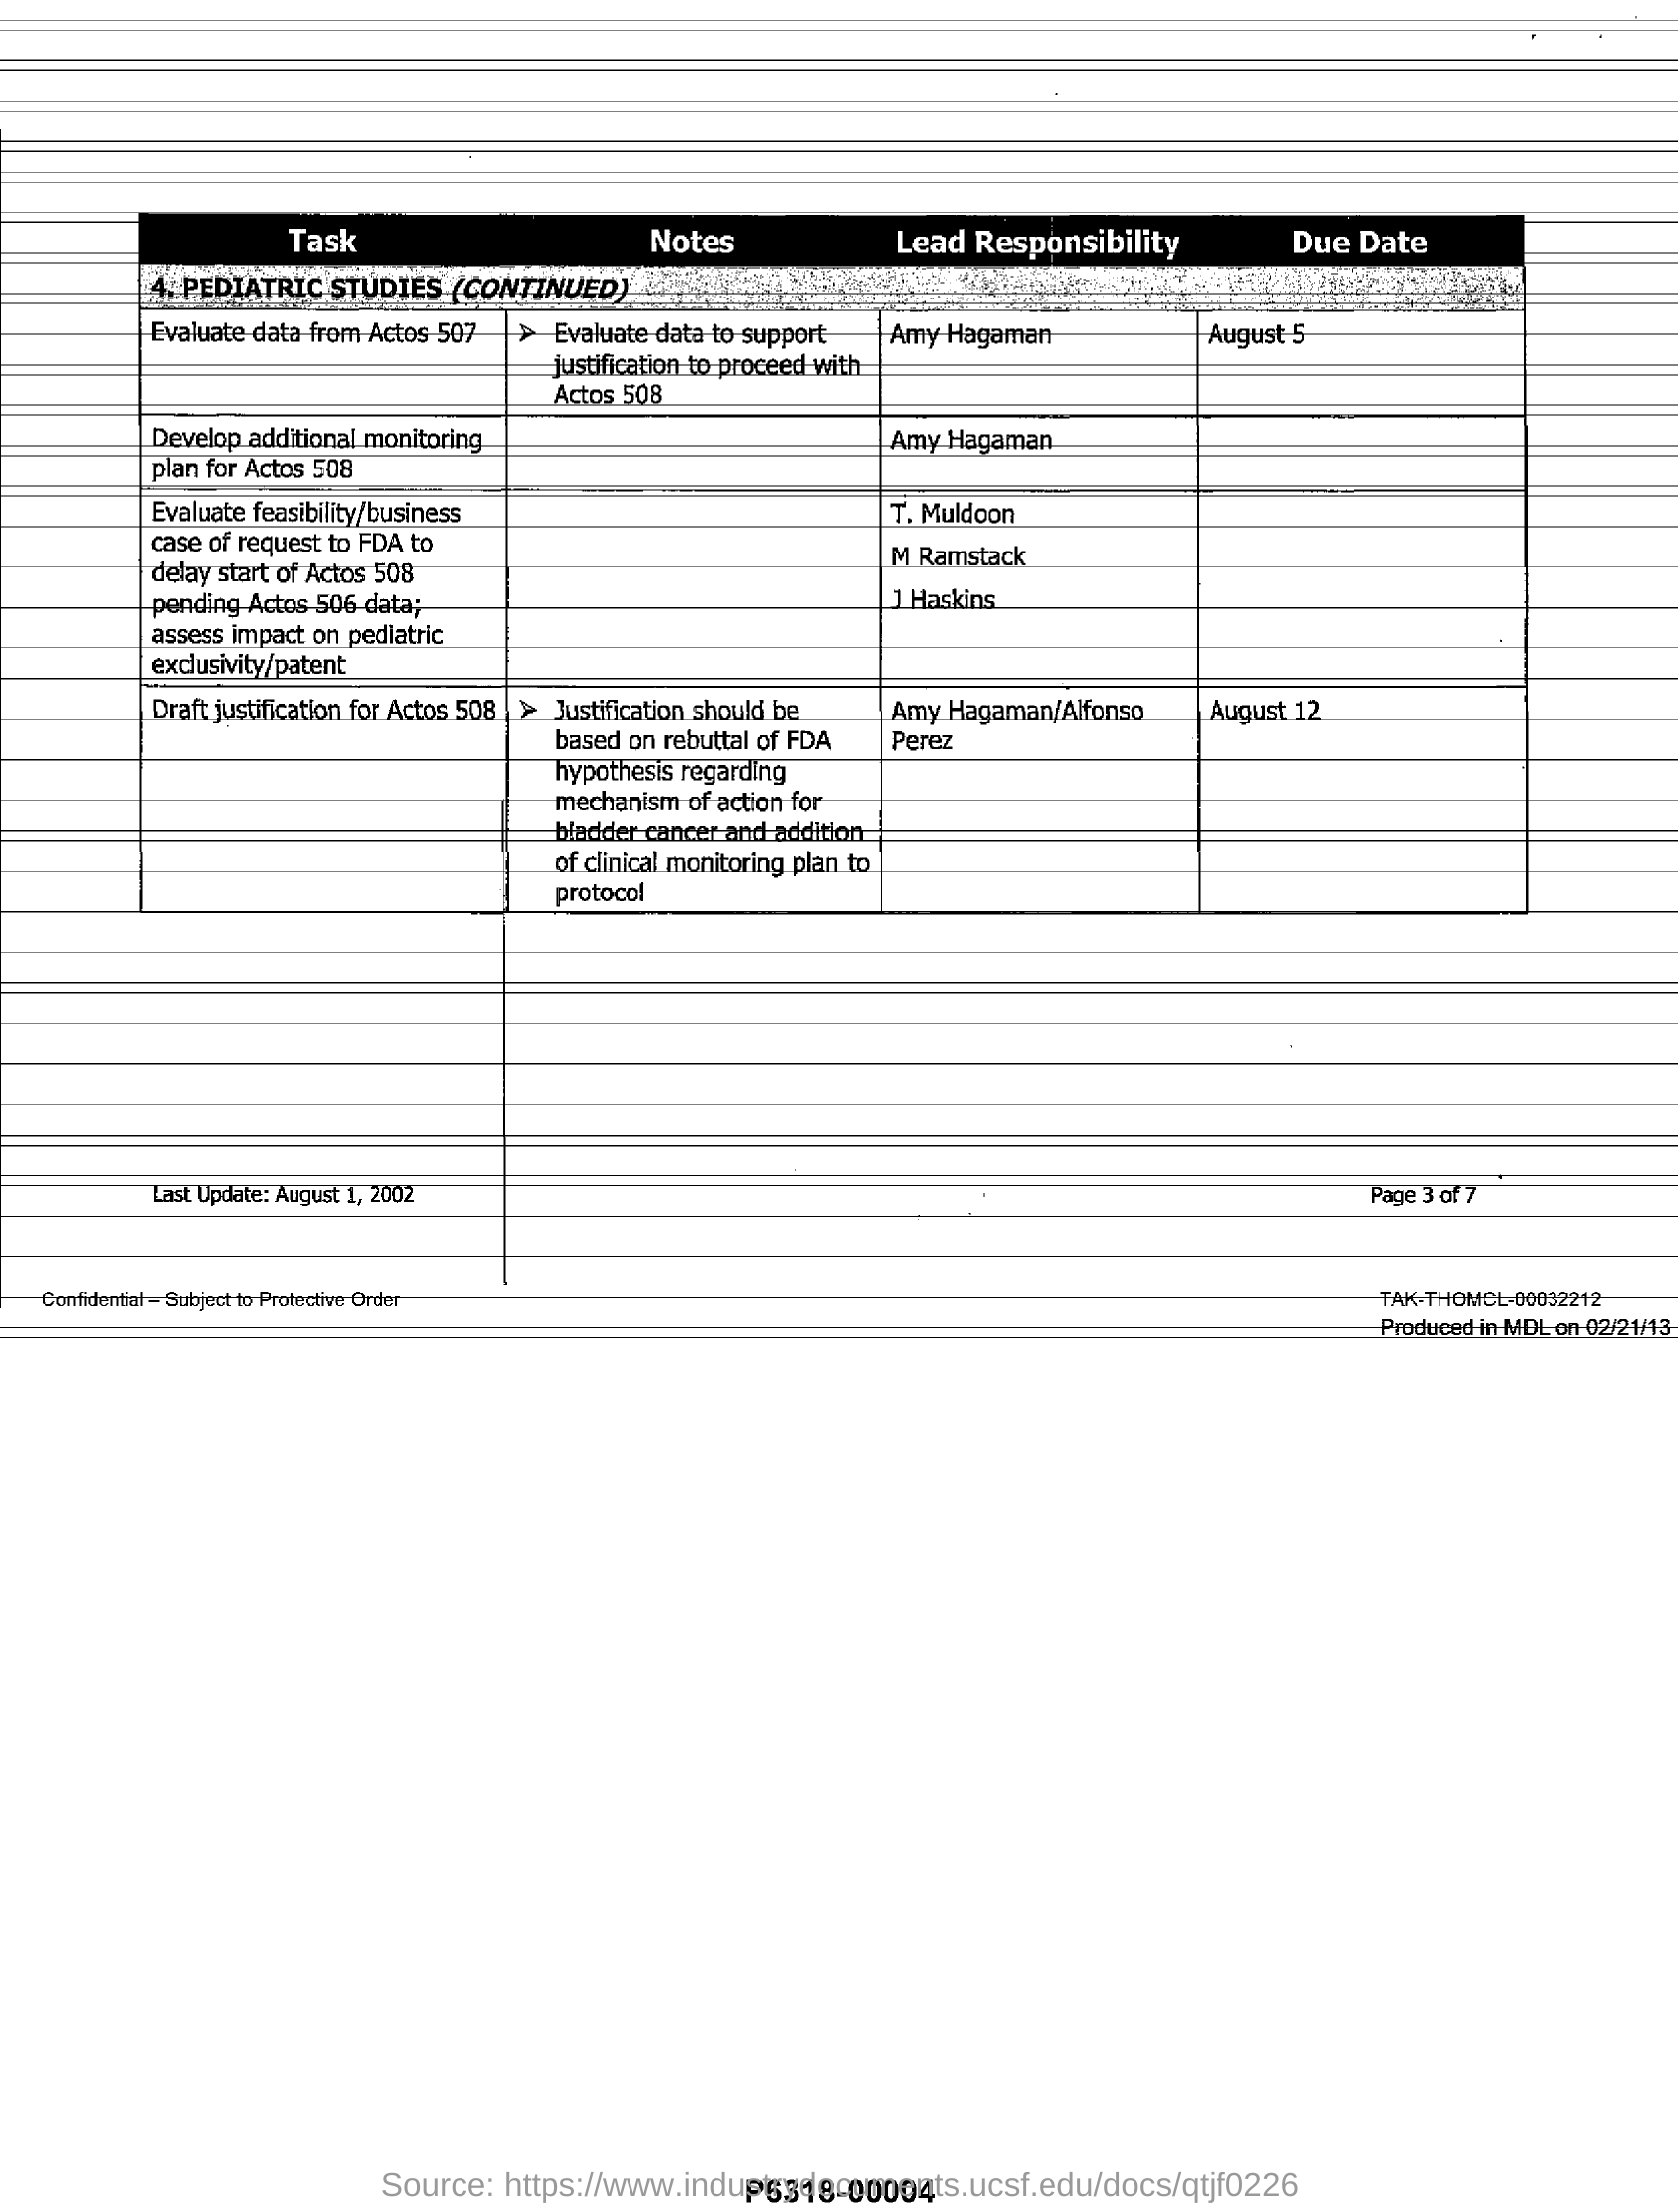 Task Notes Lead Responsibility Due Date
4. PEDIATRIC STUDIES (CONTINUED)
Evaluate data from Actos 507
➢ Evaluate data to support
justification to proceed with
Actos 508
Amy Hagaman
August 5
Develop additional monitoring
plan for Actos 508
Amy Hagaman
Evaluate feasibility/business
case of request to FDA to
delay start of Actos 508
pending Actos 506 data;
assess impact on pediatric
exclusivity/patent
T. Muldoon
M Ramstack
J Haskins
Draft justification for Actos 508
➢ Justification should be
based on rebuttal of FDA
hypothesis regarding
mechanism of action for
bladder cancer and addition
of clinical monitoring plan to
protocol
Amy Hagaman/Alfonso
Perez
August 12
Last Update: August 1, 2002
Page 3 of 7
Confidential – Subject to Protective Order
TAK-THOMCL-00032212
Produced in MDL on 02/21/13
Source: https://www.industrydocuments.ucsf.edu/docs/qtjf0226